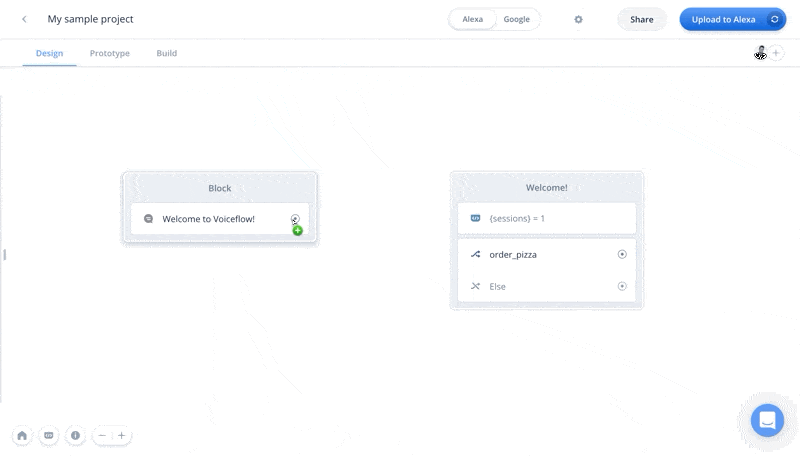 My sample project
Alexa
Google
Share
Upload to Alexa
Design
Prototype
Build
Block
Welcome to Voiceflow!
Welcome!
{sessions} = 1
order_pizza
Else